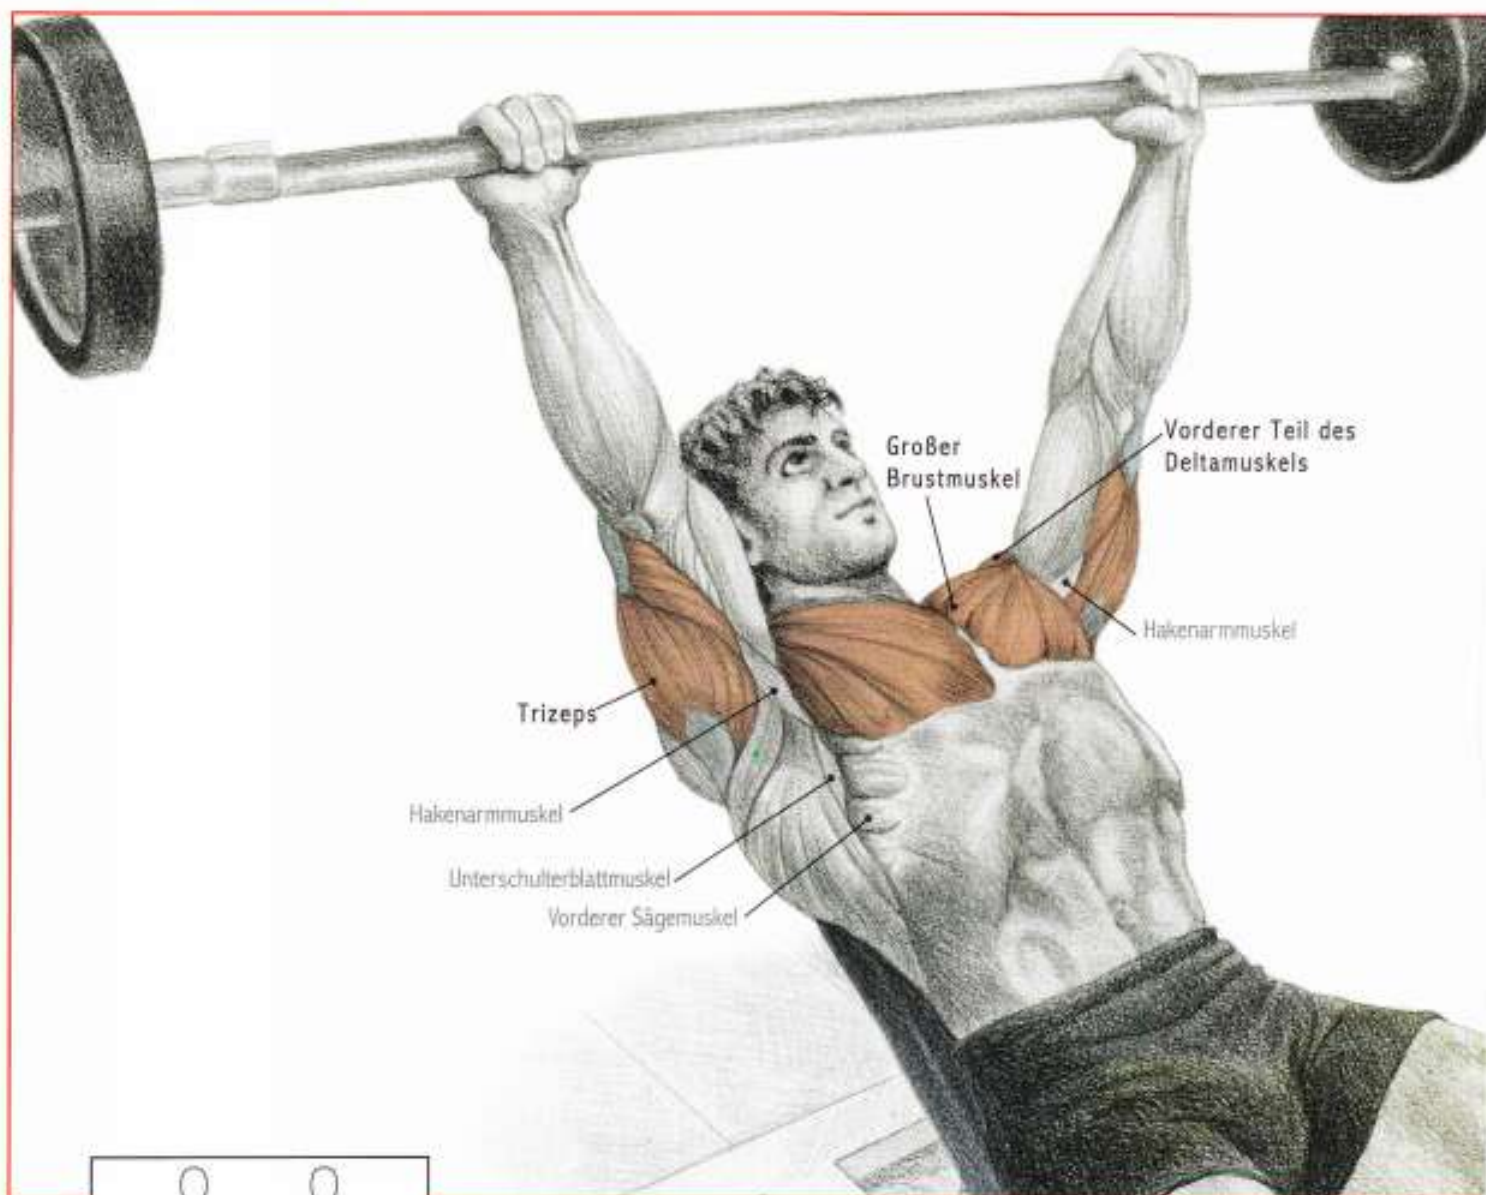 Großer
Brustmuskel
Vorderer Teil des
Deltamuskels
Hakenarmmuskel
Trizeps
Hakenarmmuskel
Unterschulterblattmuskel
Vorderer Sägemuskel